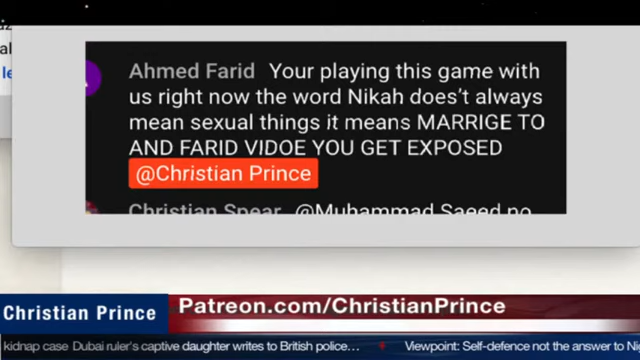 le
Ahmed Farid Your playing this game with
us right now the word Nikah does't always
mean sexual things it means MARRIGE TO
AND FARID VIDOE YOU GET EXPOSED
@Christian Prince
Christian Spear @Muhammad Saeed no
Christian Prince
Patreon.com/ChristianPrince
kidnap case Dubai ruler's captive daughter writes to British police... Viewpoint: Self-defence not the answer to Ni